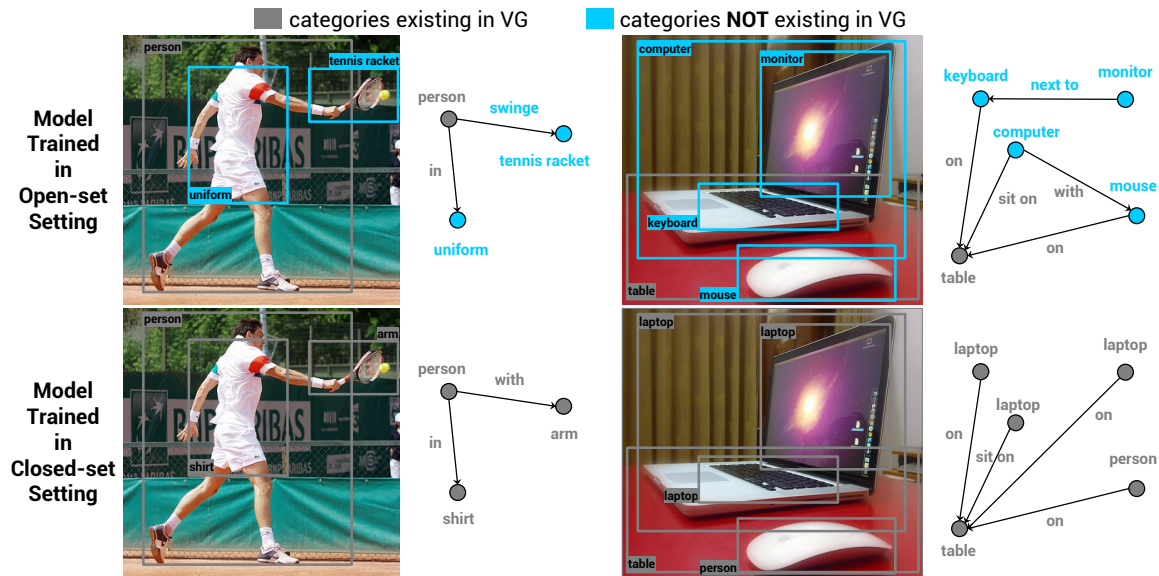 categories existing in VG
categories NOT existing in VG
Model
Trained
in
Open-set
Setting
person
tennis racket
uniform
BNP PARIBAS
person
swinge
in
tennis racket
uniform
computer
monitor
keyboard
table
mouse
keyboard
monitor
next to
computer
on
sit on
with
mouse
on
table
Model
Trained
in
Closed-set
Setting
person
arm
shirt
person
with
in
arm
shirt
laptop
laptop
laptop
table
person
laptop
laptop
laptop
on
on
sit on
person
on
table